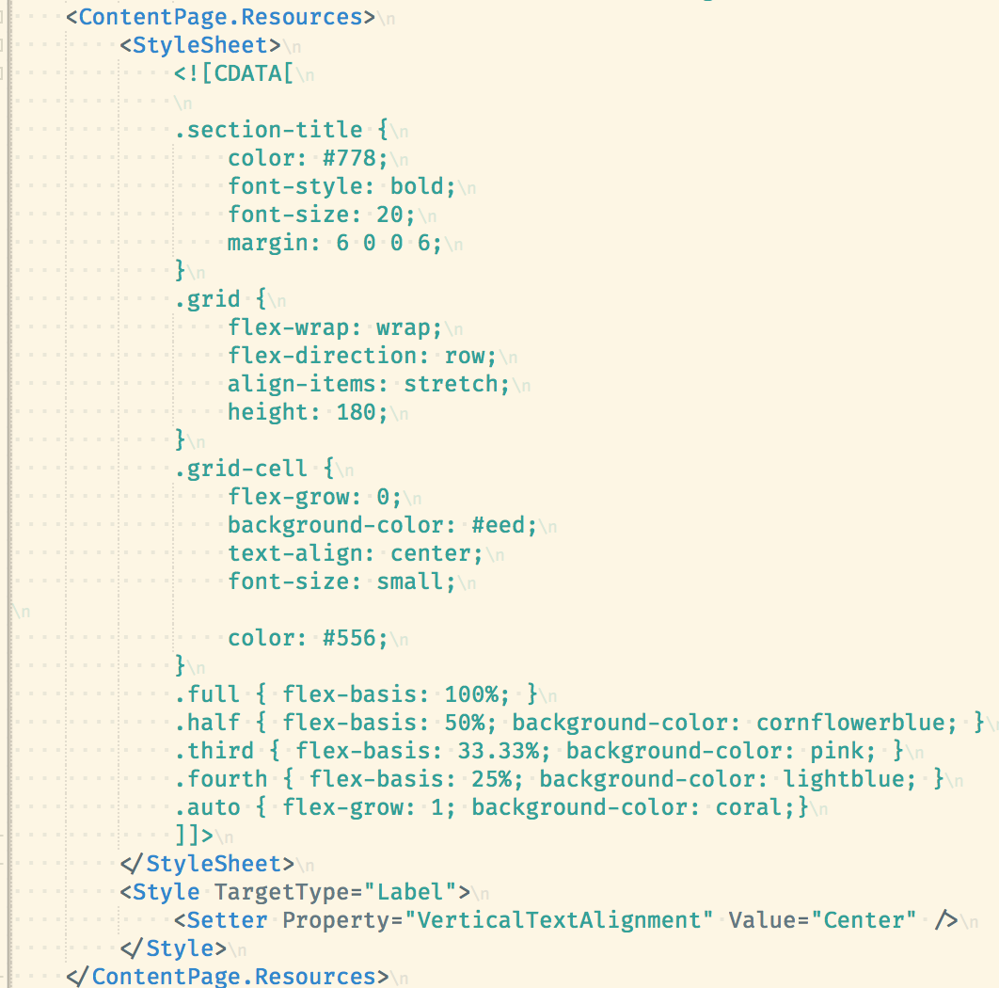 <ContentPage.Resources>\n
<StyleSheet>\n
<![CDATA[\n
\n
.section-title {\n
color: #778;\n
font-style: bold;\n
font-size: 20;\n
margin: 6 0 0 6;\n
}\n
.grid {\n
flex-wrap: wrap;\n
flex-direction: row;\n
align-items: stretch;\n
height: 180;\n
}\n
.grid-cell {\n
flex-grow: 0;\n
background-color: #eed;\n
text-align: center;\n
font-size: small;\n
\n
color: #556;\n
}\n
.full { flex-basis: 100%; }\n
.half { flex-basis: 50%; background-color: cornflowerblue; }\n
.third { flex-basis: 33.33%; background-color: pink; }\n
.fourth { flex-basis: 25%; background-color: lightblue; }\n
.auto { flex-grow: 1; background-color: coral;}\n
]]>\n
</StyleSheet>\n
<Style TargetType="Label">\n
<Setter Property="VerticalTextAlignment" Value="Center" />\n
</Style>\n
</ContentPage.Resources>\n